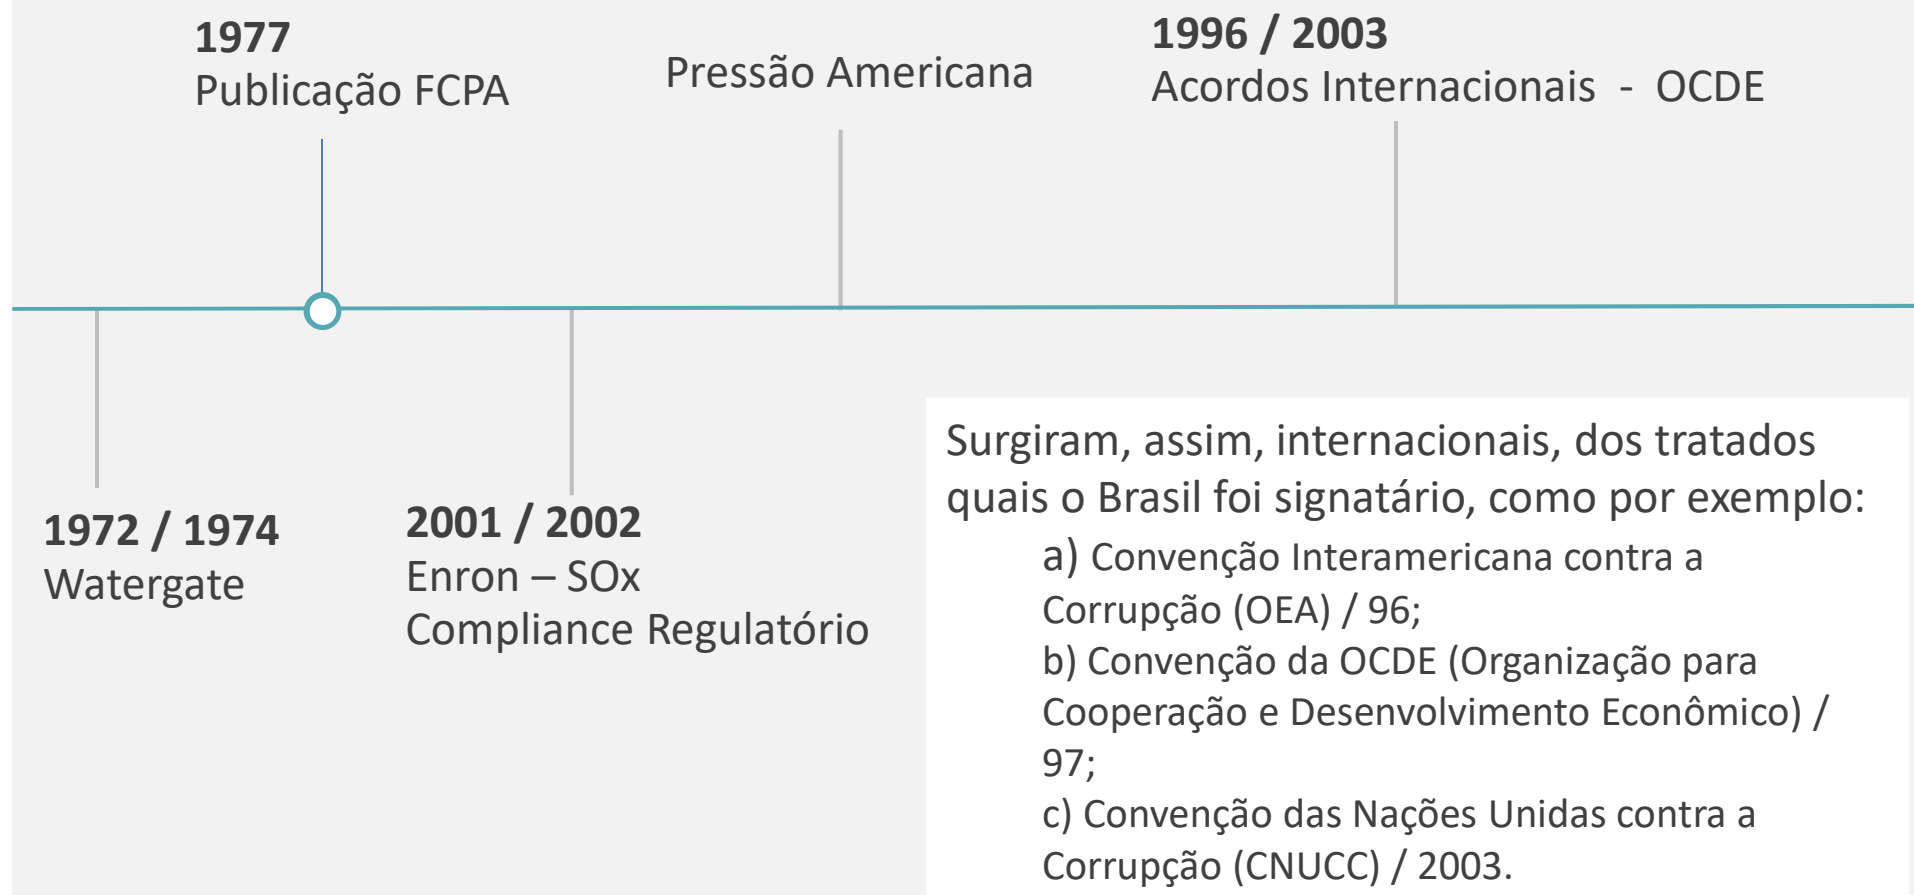 1977
Publicação FCPA
Pressão Americana
1996 / 2003
Acordos Internacionais - OCDE
1972 / 1974
Watergate
2001 / 2002
Enron – SOx
Compliance Regulatório
Surgiram, assim, internacionais, dos tratados
quais o Brasil foi signatário, como por exemplo:
a) Convenção Interamericana contra a
Corrupção (OEA) / 96;
b) Convenção da OCDE (Organização para
Cooperação e Desenvolvimento Econômico) /
97;
c) Convenção das Nações Unidas contra a
Corrupção (CNUCC) / 2003.